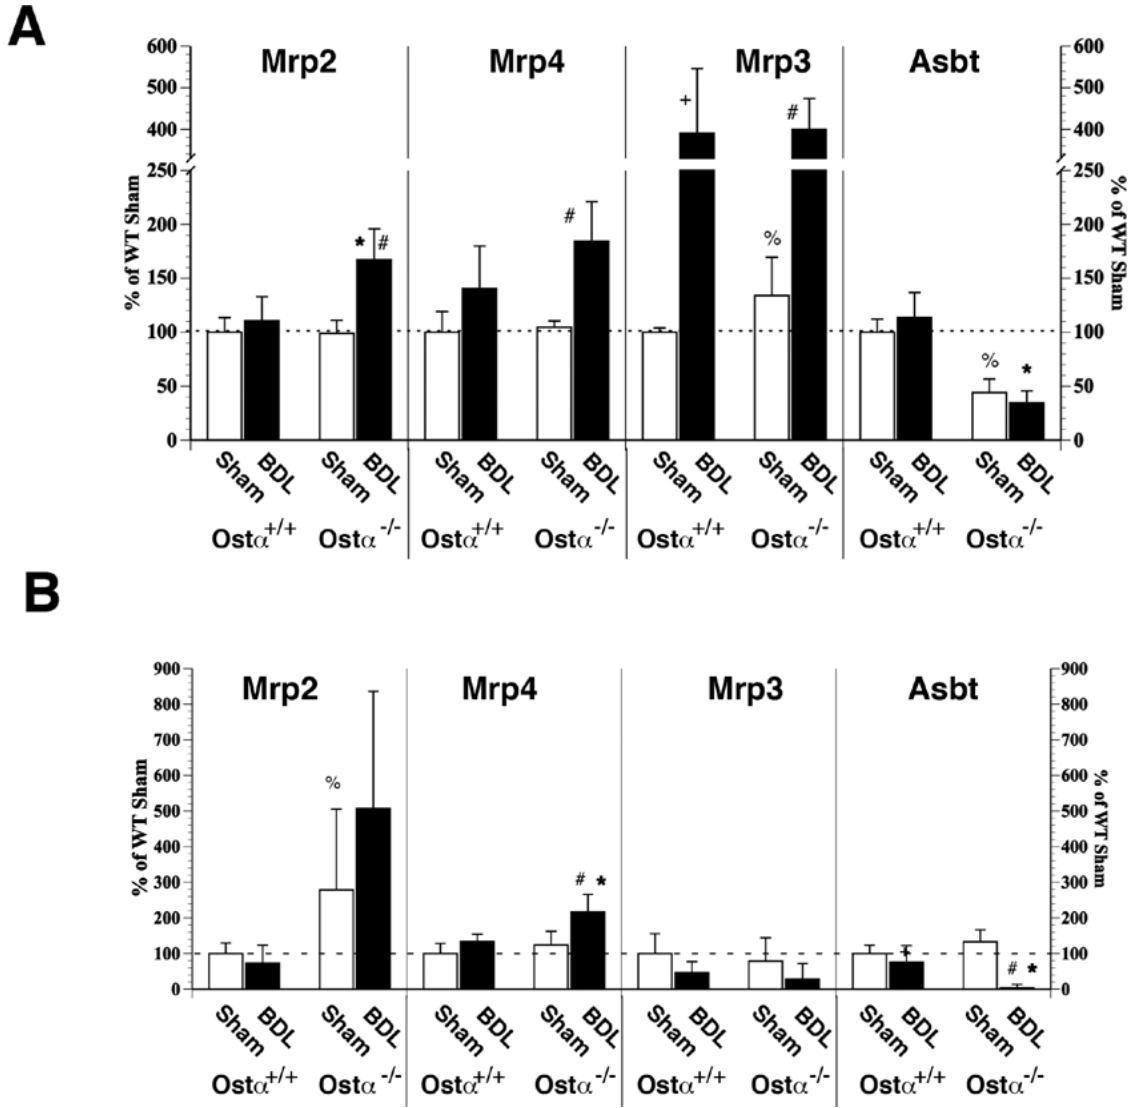 A
Mrp2 Mrp4 Mrp3 Asbt
600 600
500 500
+ # 
400 400
250 250
# 
200 200
* # %
150 150
100 100
% *
50 50
0 0
% of WT Sham
% of WT Sham
Sham BDL Sham BDL Sham BDL Sham BDL Sham BDL Sham BDL Sham BDL Sham BDL
Ostα+/+ Ostα-/- Ostα+/+ Ostα-/- Ostα+/+ Ostα-/- Ostα+/+ Ostα-/-
B
900 900
Mrp2 Mrp4 Mrp3 Asbt
800 800
700 700
600 600
%
500 500
400 400
300 300
# *
200 200
100 100
+
# *
0 0
% of WT Sham
% of WT Sham
Sham BDL Sham BDL Sham BDL Sham BDL Sham BDL Sham BDL Sham BDL Sham BDL
Ostα+/+ Ostα-/- Ostα+/+ Ostα-/- Ostα+/+ Ostα-/- Ostα+/+ Ostα-/-